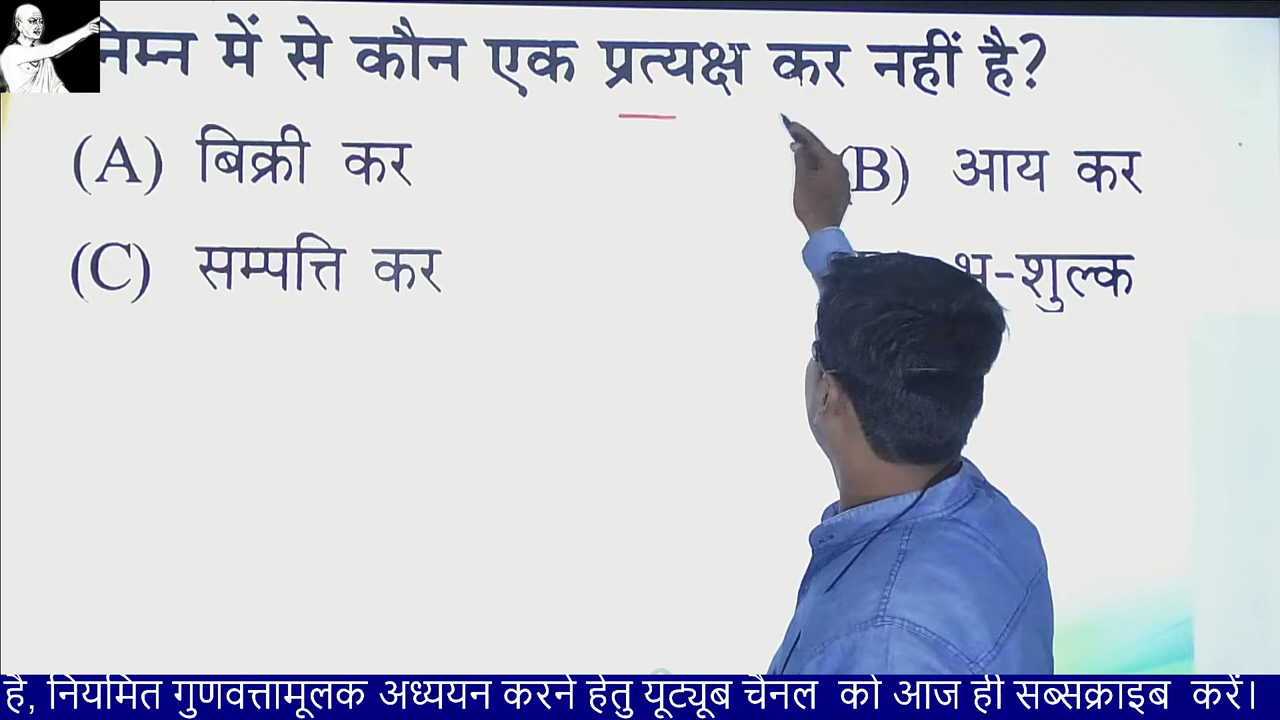 निम्न में से कौन एक प्रत्यक्ष कर नहीं है?
(A) बिक्री कर (B) आय कर
(C) सम्पत्ति कर
-शुल्क
है, नियमित गुणवत्तामूलक अध्ययन करने हेतु यूट्यूब चैनल को आज ही सब्सक्राइब करें।